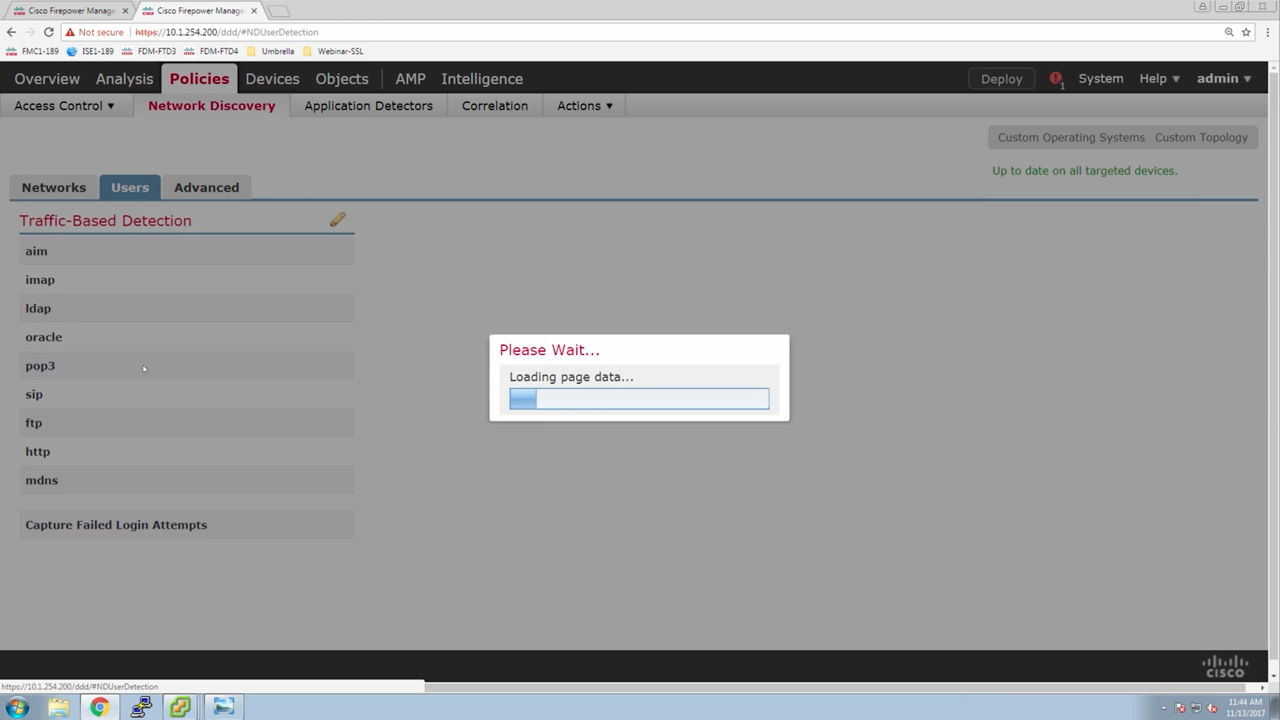 Cisco Firepower Manage
Cisco Firepower Manage
Not secure https://10.1.254.200/ddd/#NDUserDetection
FMC1-189 ISE1-189 FDM-FTD3 FDM-FTD4 Umbrella Webinar-SSL
Overview Analysis Policies Devices Objects AMP Intelligence Deploy 1 System Help admin
Access Control Network Discovery Application Detectors Correlation Actions
Custom Operating Systems Custom Topology
Up to date on all targeted devices.
Networks Users Advanced
Traffic-Based Detection
aim
imap
ldap
oracle
pop3
sip
ftp
http
mdns
Capture Failed Login Attempts
Please Wait...
Loading page data...
CISCO
https://10.1.254.200/ddd/#NDUserDetection
11:44 AM
11/13/2017